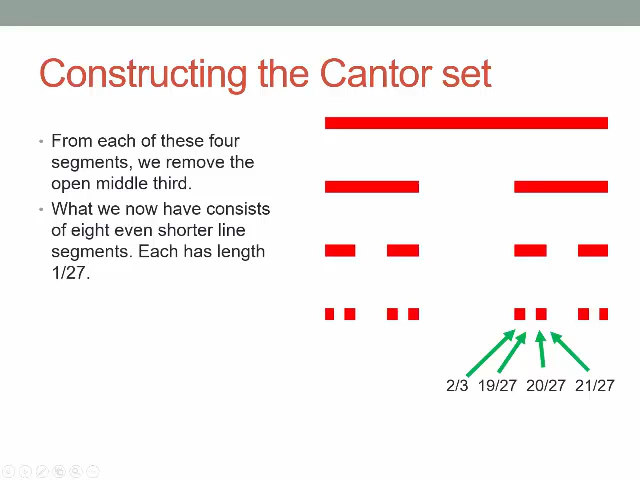 Constructing the Cantor set
• From each of these four
segments, we remove the
open middle third.
• What we now have consists
of eight even shorter line
segments. Each has length
1/27.
2/3 19/27 20/27 21/27